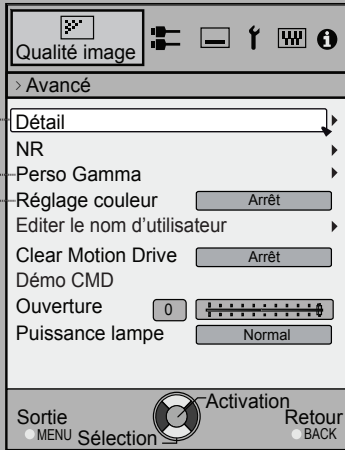 Qualité image
> Avancé
Détail
NR
Perso Gamma
Réglage couleur Arrêt
Editer le nom d'utilisateur
Clear Motion Drive Arrêt
Démo CMD
Ouverture 0
Puissance lampe Normal
Activation
Sortie Retour
MENU Sélection BACK